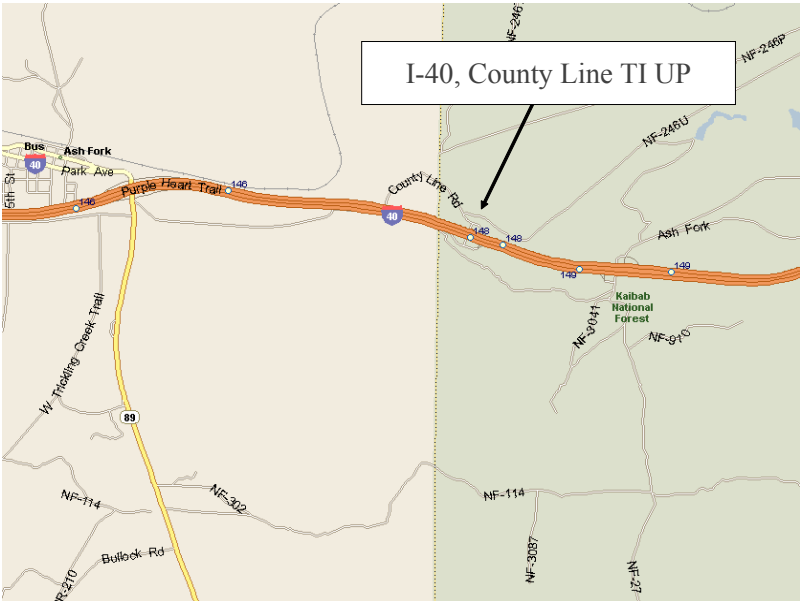 NF-246
NF-246P
I-40, County Line TI UP
NF-246U
Bus
40
Ash Fork
Park Ave
5th St
Purple Heart Trail
146
146
County Line Rd
40
148
148
Ash Fork
149
149
Kaibab
National
Forest
NF-9041
NF-910
W Trickling Creek Trail
89
NF-114
NF-302
NF-114
Bullock Rd
NF-3087
NF-27
R-210